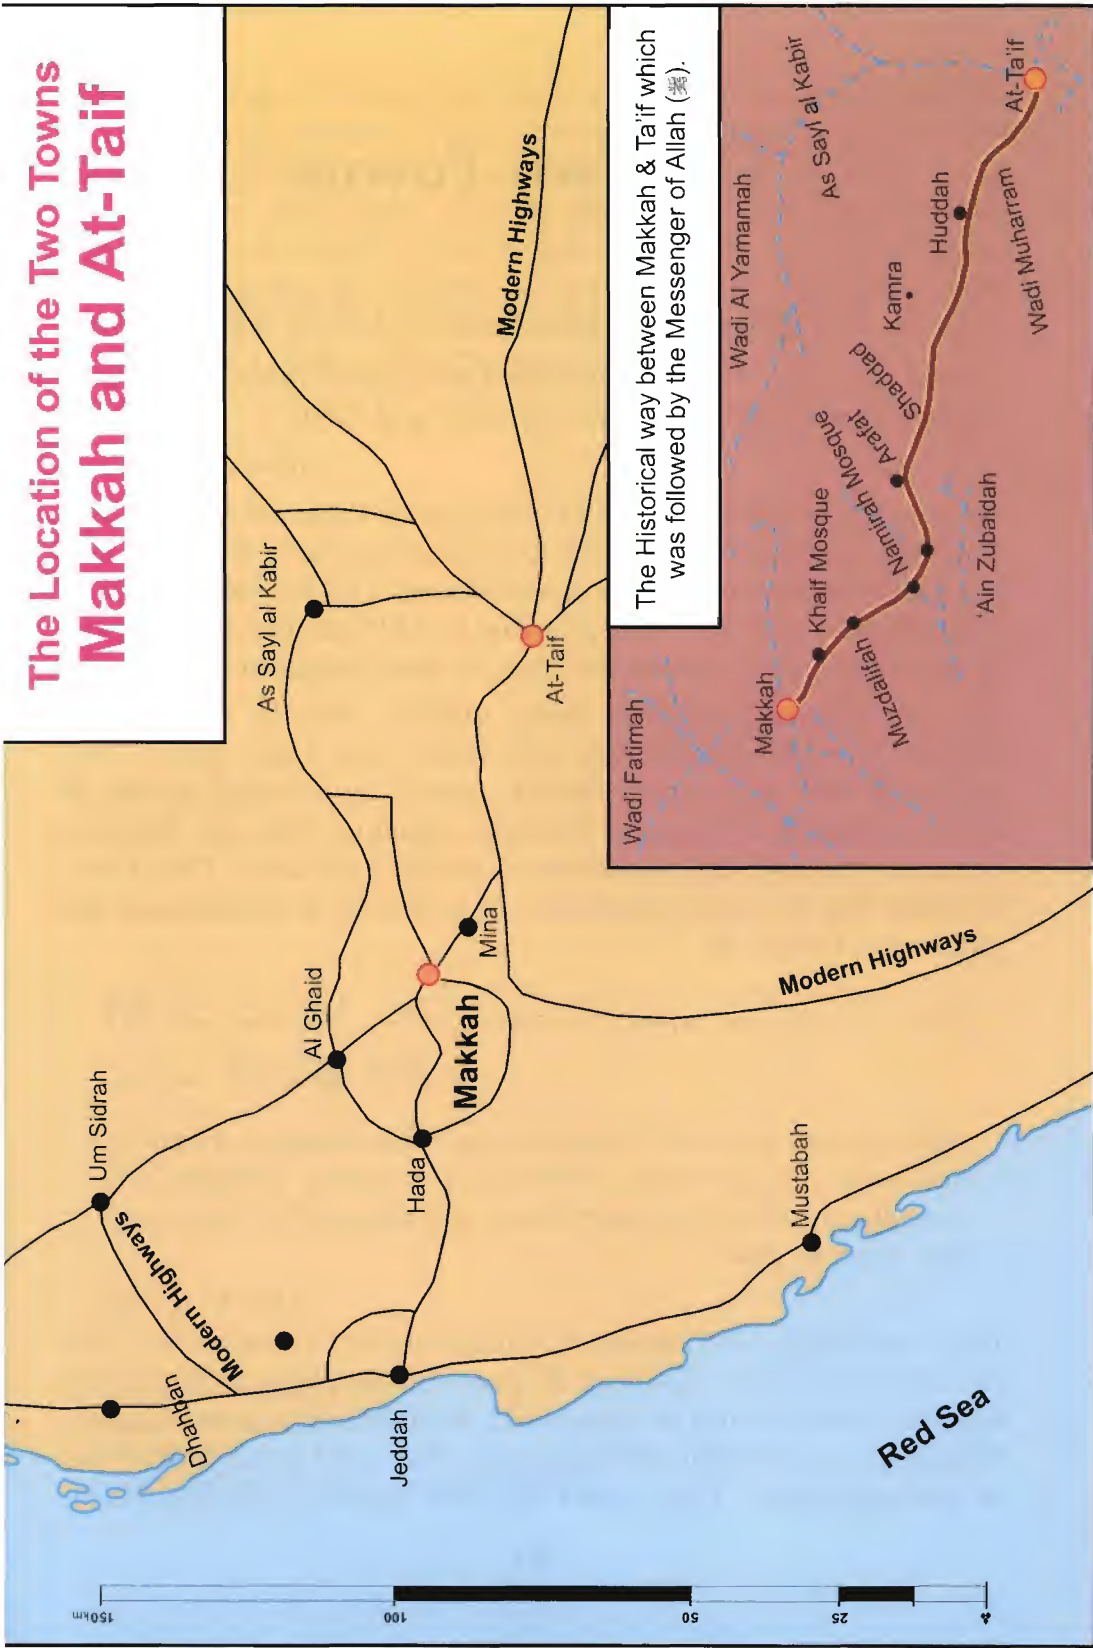 The Location of the Two Towns
Makkah and At-Taif
Um Sidrah
Modern Highways
Dhahban
Al Ghaid
As Sayl al Kabir
Jeddah
Hada
Makkah
Mina
At-Taif
Modern Highways
Mustabah
Modern Highways
Red Sea
150km
100
50
25
The Historical way between Makkah & Ta'if which
was followed by the Messenger of Allah (ﷺ).
Wadi Fatimah
Wadi Al Yamamah
As Sayl al Kabir
Makkah
Khaif Mosque
Muzdalifah
Namirah Mosque
Arafat
Shaddad
Kamra
Huddah
At-Ta'if
'Ain Zubaidah
Wadi Muharram